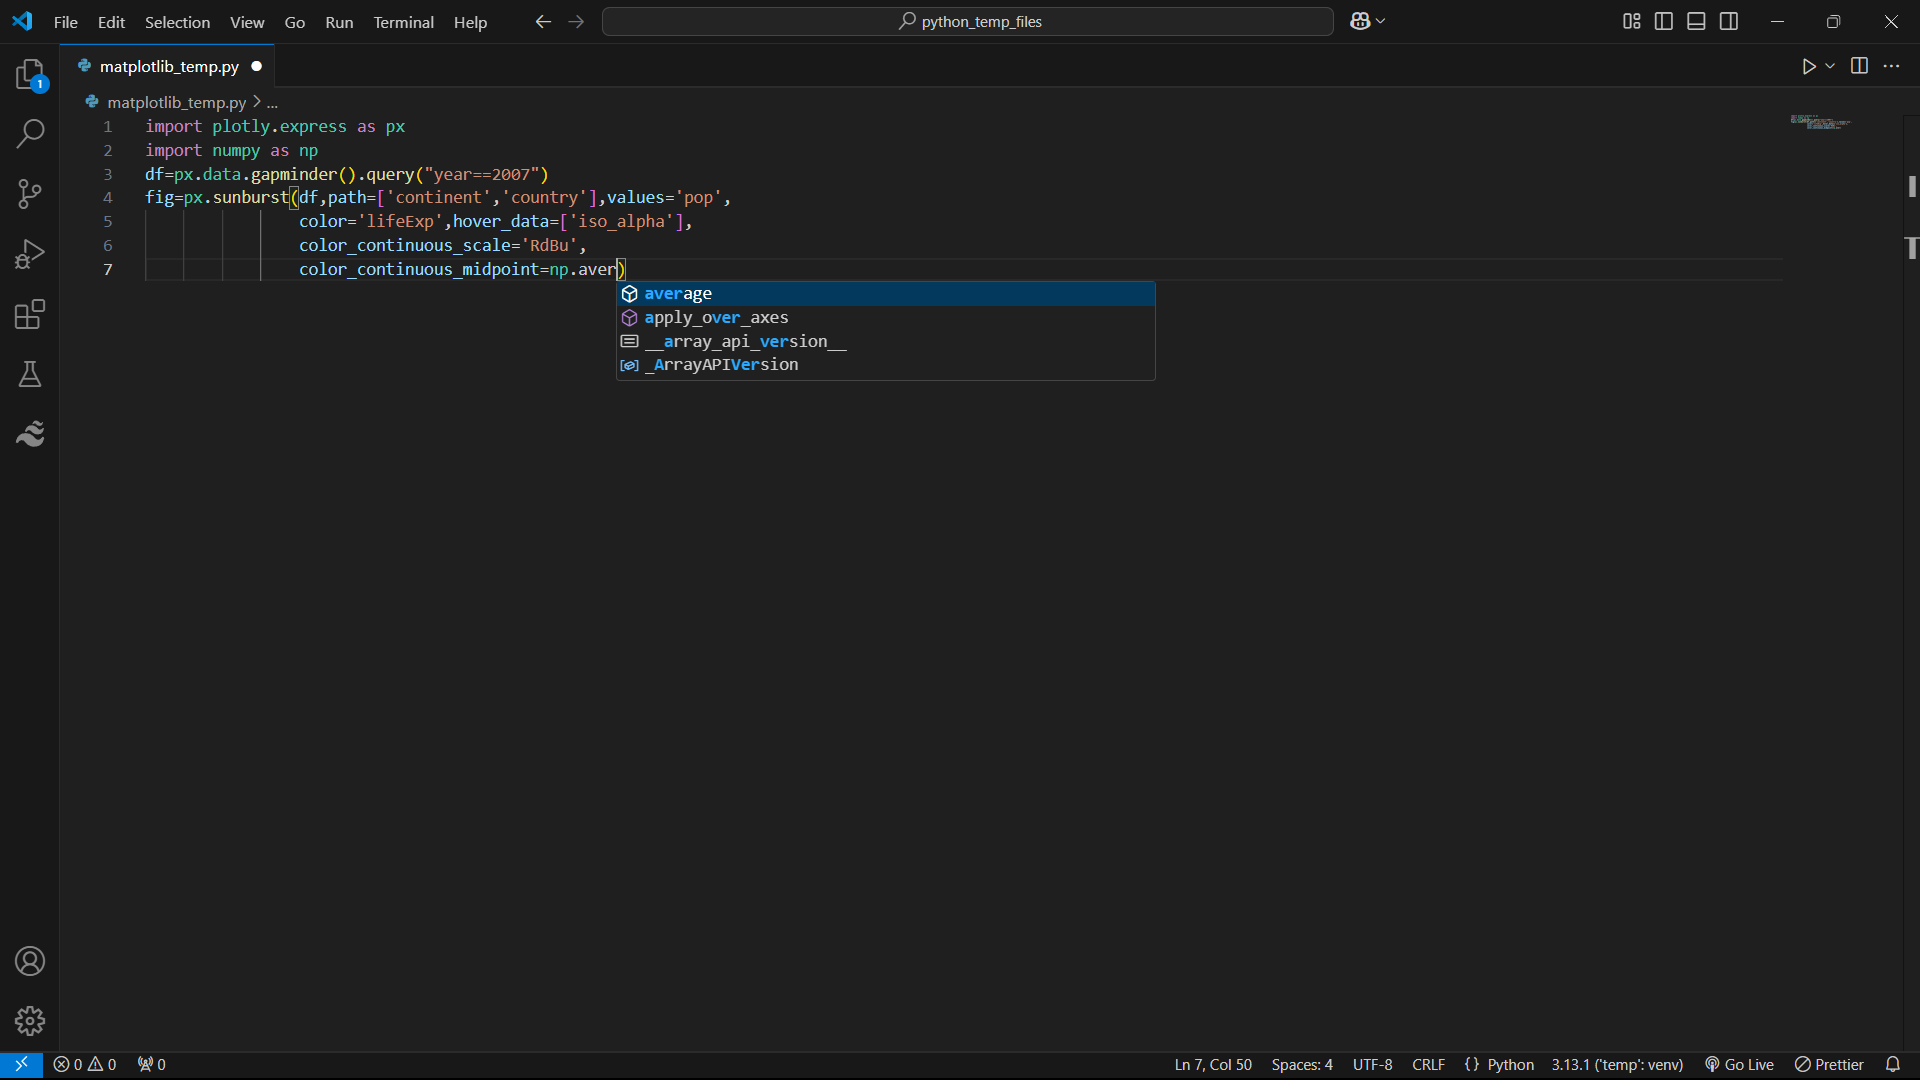 File Edit Selection View Go Run Terminal Help python_temp_files
1
matplotlib_temp.py
matplotlib_temp.py > ...
1 import plotly.express as px
2 import numpy as np
3 df=px.data.gapminder().query("year==2007")
4 fig=px.sunburst(df,path=['continent','country'],values='pop',
5 color='lifeExp',hover_data=['iso_alpha'],
6 color_continuous_scale='RdBu',
7 color_continuous_midpoint=np.aver)
average
apply_over_axes
__array_api_version__
_ArrayAPIVersion
0 0 0 Ln 7, Col 50 Spaces: 4 UTF-8 CRLF {} Python 3.13.1 ('temp': venv) Go Live Prettier